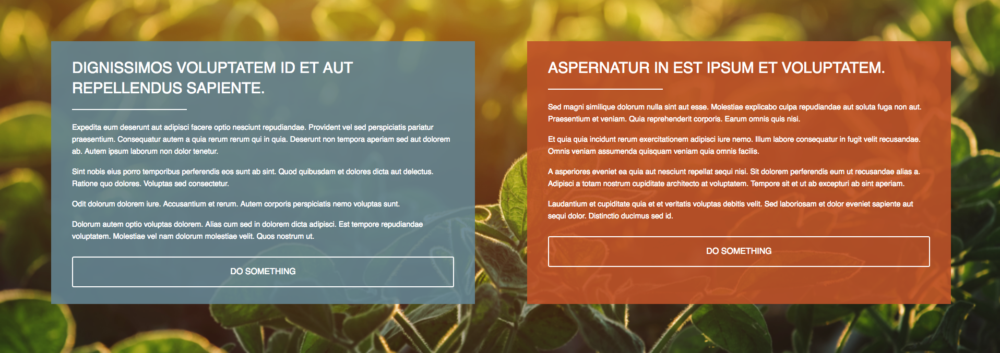 DIGNISSIMOS VOLUPTATEM ID ET AUT
REPELLENDUS SAPIENTE.
Expedita eum deserunt aut adipisci facere optio nesciunt repudiandae. Provident vel sed perspiciatis pariatur
praesentium. Consequatur autem a quia rerum rerum qui in quia. Deserunt non tempora aperiam sed aut dolorem
ab. Autem ipsum laborum non dolor tenetur.
Sint nobis eius porro temporibus perferendis eos sunt ab sint. Quod quibusdam et dolores dicta aut delectus.
Ratione quo dolores. Voluptas sed consectetur.
Odit dolorum dolorem iure. Accusantium et rerum. Autem corporis perspiciatis nemo voluptas sunt.
Dolorum autem optio voluptas dolorem. Alias cum sed in dolorem dicta adipisci. Est tempore repudiandae
voluptatem. Molestiae vel nam dolorum molestiae velit. Quos nostrum ut.
DO SOMETHING
ASPERNATUR IN EST IPSUM ET VOLUPTATEM.
Sed magni similique dolorum nulla sint aut esse. Molestiae explicabo culpa repudiandae aut soluta fuga non aut.
Praesentium et veniam. Quia reprehenderit corporis. Earum omnis quis nisi.
Et quia quia incidunt rerum exercitationem adipisci iure nemo. Illum labore consequatur in fugit velit recusandae.
Omnis veniam assumenda quisquam veniam quia omnis facilis.
A asperiores eveniet ea quia aut nesciunt repellat sequi nisi. Sit dolorem perferendis eum ut recusandae alias a.
Adipisci a totam nostrum cupiditate architecto at voluptatem. Tempore sit et ut ab excepturi ab sint aperiam.
Laudantium et cupiditate quia et et veritatis voluptas debitis velit. Sed laboriosam et dolor eveniet sapiente aut
sequi dolor. Distinctio ducimus sed id.
DO SOMETHING